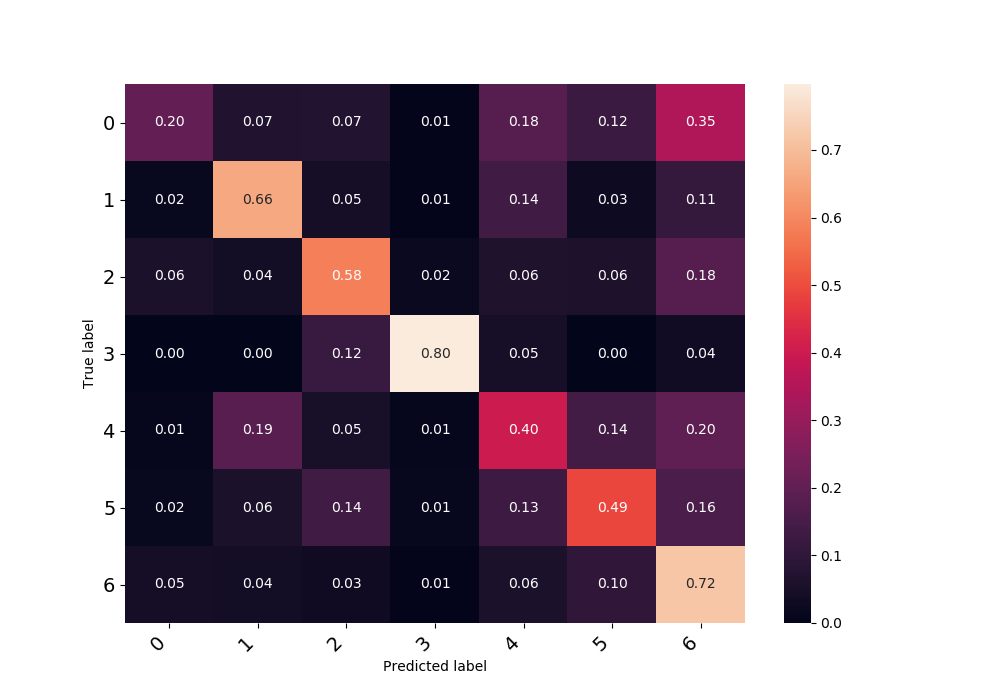 0 0.20 0.07 0.07 0.01 0.18 0.12 0.35
1 0.02 0.66 0.05 0.01 0.14 0.03 0.11
2 0.06 0.04 0.58 0.02 0.06 0.06 0.18
3 0.00 0.00 0.12 0.80 0.05 0.00 0.04
4 0.01 0.19 0.05 0.01 0.40 0.14 0.20
5 0.02 0.06 0.14 0.01 0.13 0.49 0.16
6 0.05 0.04 0.03 0.01 0.06 0.10 0.72
0 1 2 3 4 5 6
Predicted label
True label
0.7
0.6
0.5
0.4
0.3
0.2
0.1
0.0